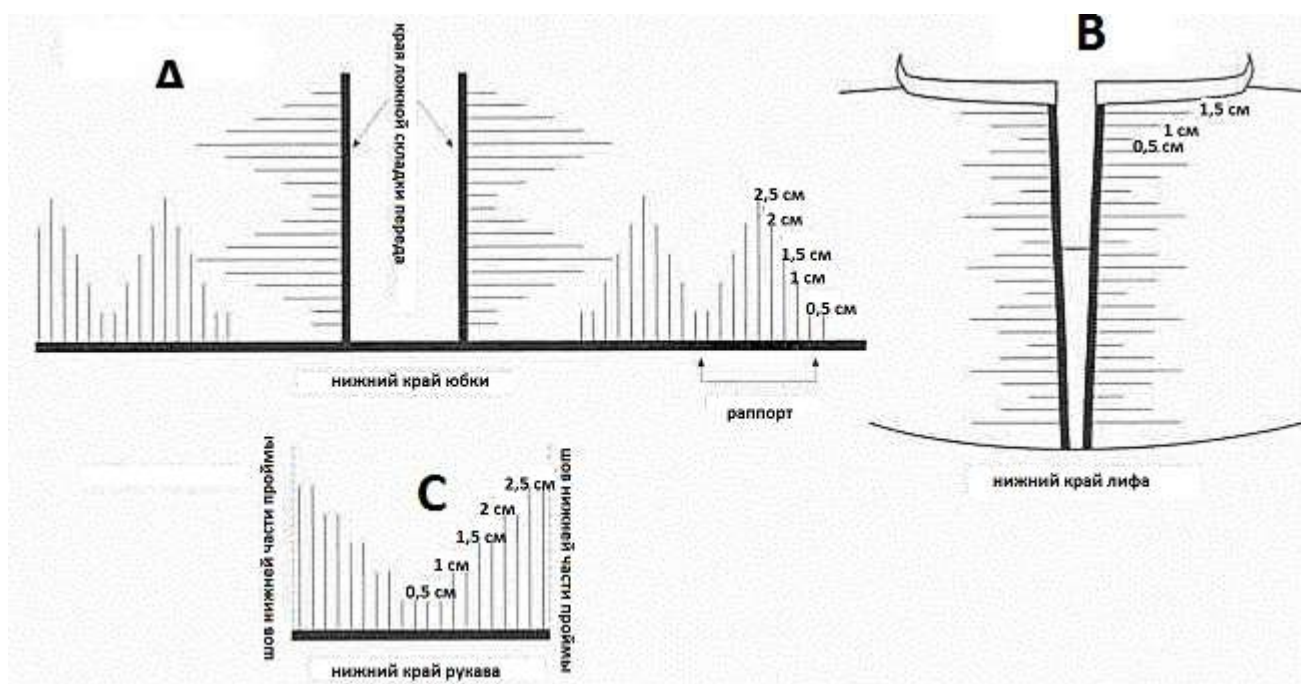 Δ
края ложной складки переда
2,5 см
2 см
1,5 см
1 см
0,5 см
нижний край юбки
раппорт
B
1,5 см
1 см
0,5 см
нижний край лифа
C
шов нижней части проймы
2,5 см
2 см
1,5 см
1 см
0,5 см
шов нижней части проймы
нижний край рукава